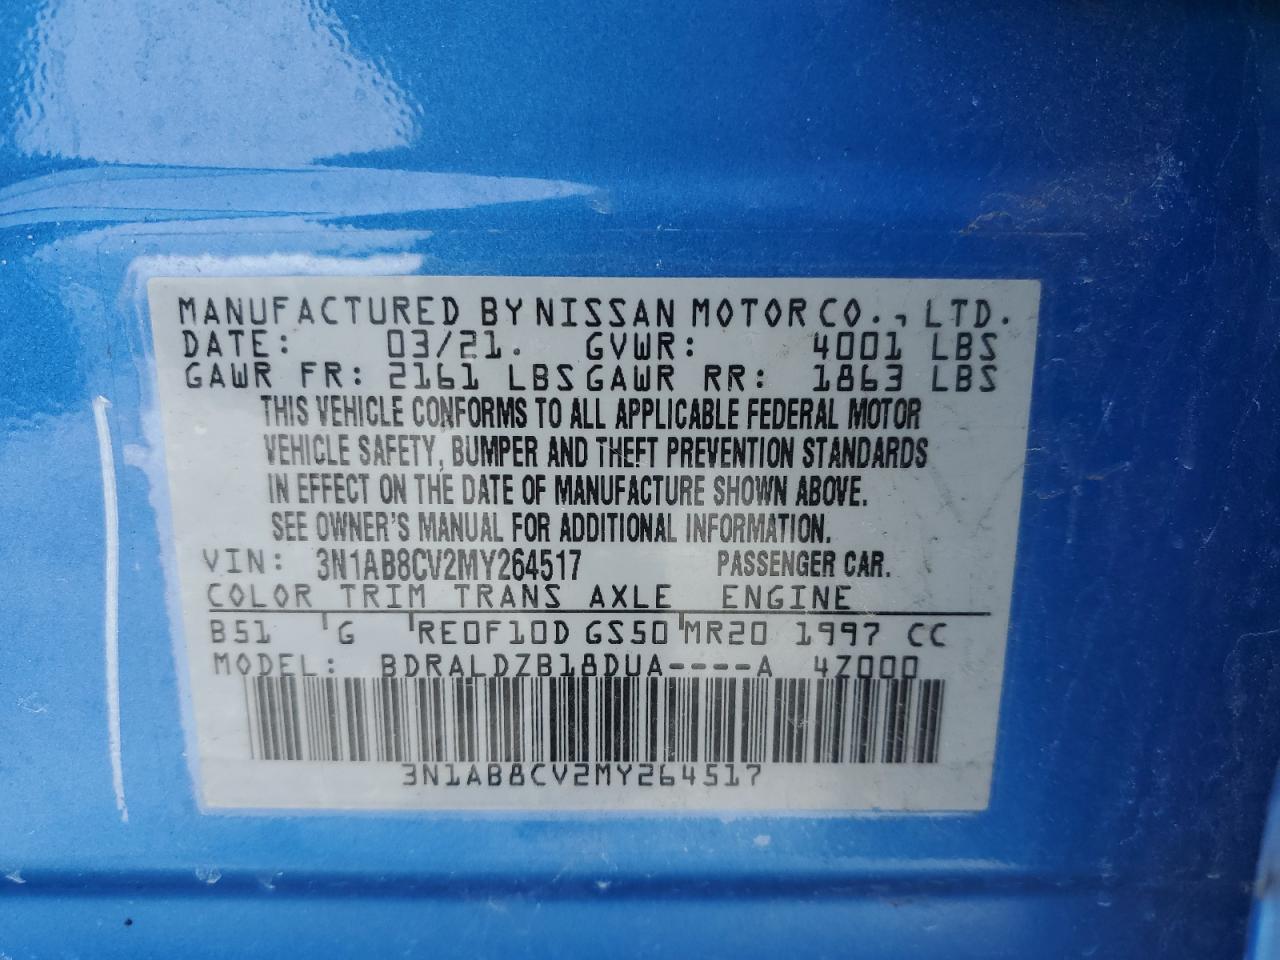 MANUFACTURED BY NISSAN MOTOR CO., LTD.
DATE: 03/21. GVWR: 4001 LBS
GAWR FR: 2161 LBS GAWR RR: 1863 LBS
THIS VEHICLE CONFORMS TO ALL APPLICABLE FEDERAL MOTOR
VEHICLE SAFETY, BUMPER AND THEFT PREVENTION STANDARDS
IN EFFECT ON THE DATE OF MANUFACTURE SHOWN ABOVE.
SEE OWNER'S MANUAL FOR ADDITIONAL INFORMATION.
VIN: 3N1AB8CV2MY264517 PASSENGER CAR.
COLOR TRIM TRANS AXLE ENGINE
B51 G RE0F10D GS50 MR20 1997 CC
MODEL: BDRALDZB18DUA----A 4Z000
3N1AB8CV2MY264517